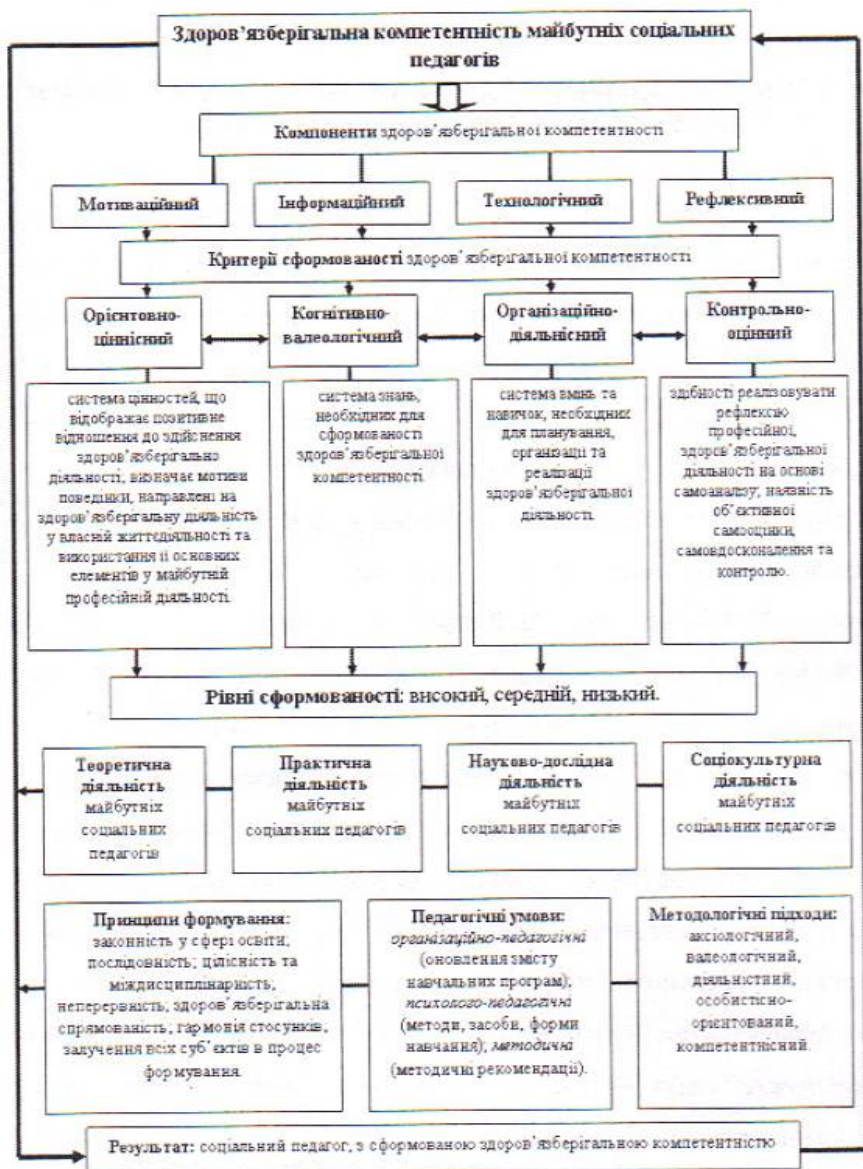 Здоров'язберігальна компетентність майбутніх соціальних
педагогів
Компоненти здоров'язберігальної компетентності
Мотиваційний
Інформаційний
Технологічний
Рефлексивний
Критерії сформованості здоров'язберігальної компетентності
Орієнтовно-
ціннісний
Когнітивно-
валеологічний
Організаційно-
діяльнісний
Контрольно-
оцінний
система цінностей, що
відображає позитивне
відношення до здійснення
здоров'язберігально
діяльності; визначає мотиви
поведінки, направлені на
здоров'язберігальну діяльність
у власній життєдіяльності та
використання її основних
елементів у майбутній
професійній діяльності.
система знань,
необхідних для
сформованості
здоров'язберігальної
компетентності.
система вмінь та
навичок, необхідних
для планування,
організації та
реалізації
здоров'язберігальної
діяльності.
здібності реалізовувати
рефлексію
професійної,
здоров'язберігальної
діяльності на основі
самоаналізу; наявність
об'єктивної
самооцінки,
самовдосконалення та
контролю.
Рівні сформованості: високий, середній, низький.
Теоретична
діяльність
майбутніх
соціальних
педагогів
Практична
діяльність
майбутніх
соціальних педагогів
Науково-дослідна
діяльність
майбутніх
соціальних педагогів
Соціокультурна
діяльність
майбутніх
соціальних педагогів
Принципи формування:
законність у сфері освіти;
послідовність; цілісність та
міждисциплінарність;
неперервність; здоров'язберігальна
спрямованість; гармонія стосунків;
залучення всіх суб'єктів в процес
формування.
Педагогічні умови:
організаційно-педагогічні
(оновлення змісту
навчальних програм);
психолого-педагогічні
(методи, засоби, форми
навчання); методичні
(методичні рекомендації).
Методологічні підходи:
аксіологічний,
валеологічний,
діяльнісний,
особистісно-
орієнтований,
компетентнісний.
Результат: соціальний педагог, з сформованою здоров'язберігальною компетентністю